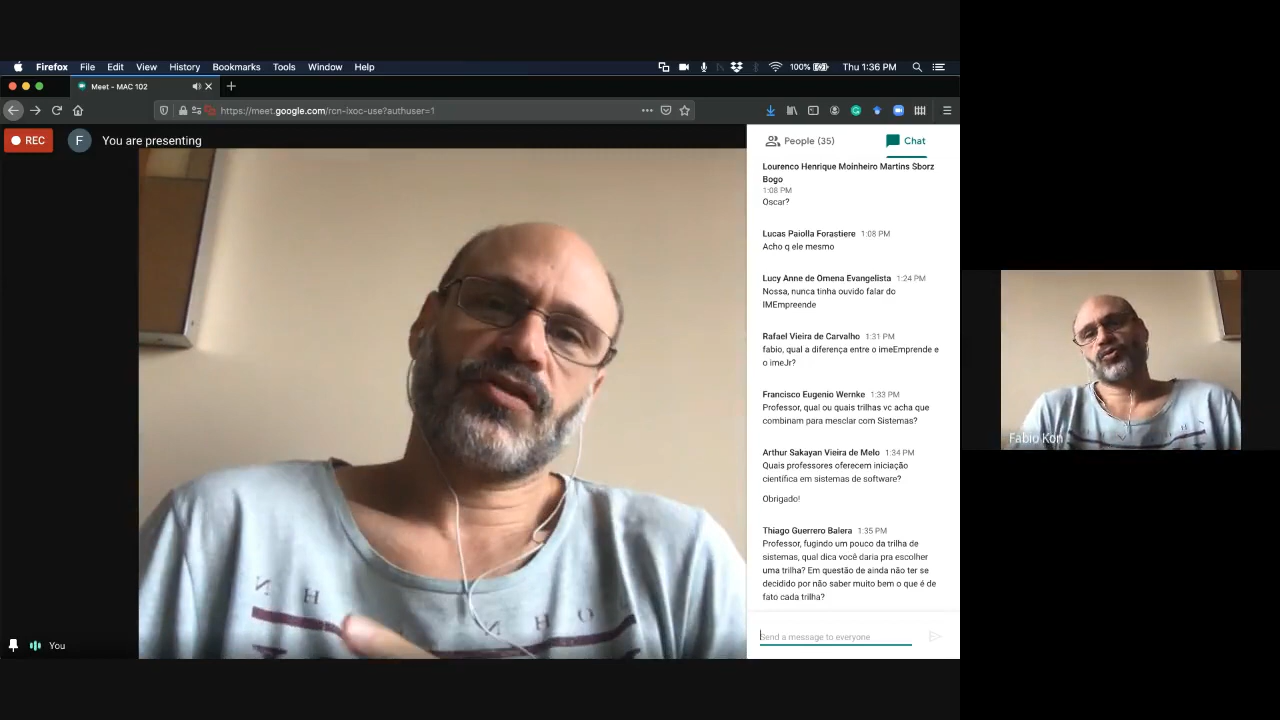 Firefox File Edit View History Bookmarks Tools Window Help 100% Thu 1:36 PM
Meet - MAC 102
https://meet.google.com/rcn-ixoc-use?authuser=1
REC F You are presenting
People (35) Chat
Lourenco Henrique Moinheiro Martins Sborz
Bogo
1:08 PM
Oscar?
Lucas Paiolla Forastiere 1:08 PM
Acho q ele mesmo
Lucy Anne de Omena Evangelista 1:24 PM
Nossa, nunca tinha ouvido falar do
IMEmpreende
Rafael Vieira de Carvalho 1:31 PM
fabio, qual a diferença entre o imeEmprende e
o imeJr?
Francisco Eugenio Wernke 1:33 PM
Professor, qual ou quais trilhas vc acha que
combinam para mesclar com Sistemas?
Arthur Sakayan Vieira de Melo 1:34 PM
Quais professores oferecem iniciação
científica em sistemas de software?
Obrigado!
Thiago Guerrero Balera 1:35 PM
Professor, fugindo um pouco da trilha de
sistemas, qual dica você daria pra escolher
uma trilha? Em questão de ainda não ter se
decidido por não saber muito bem o que é de
fato cada trilha?
Send a message to everyone
You
Fabio Kon